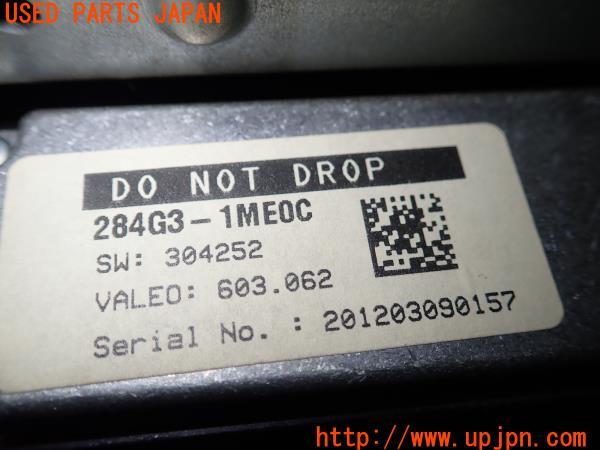 USED PARTS JAPAN
DO NOT DROP
284G3-1ME0C
SW: 304252
VALEO: 603.062
Serial No. : 201203090157
http://www.upjpn.com/